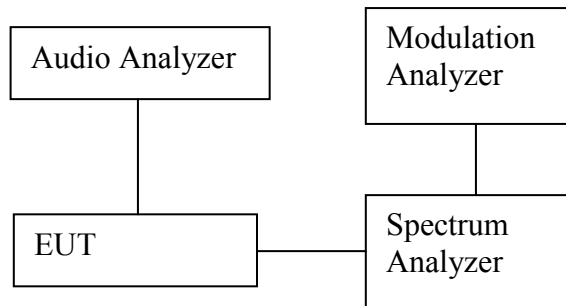 Audio Analyzer
Modulation
Analyzer
EUT
Spectrum
Analyzer